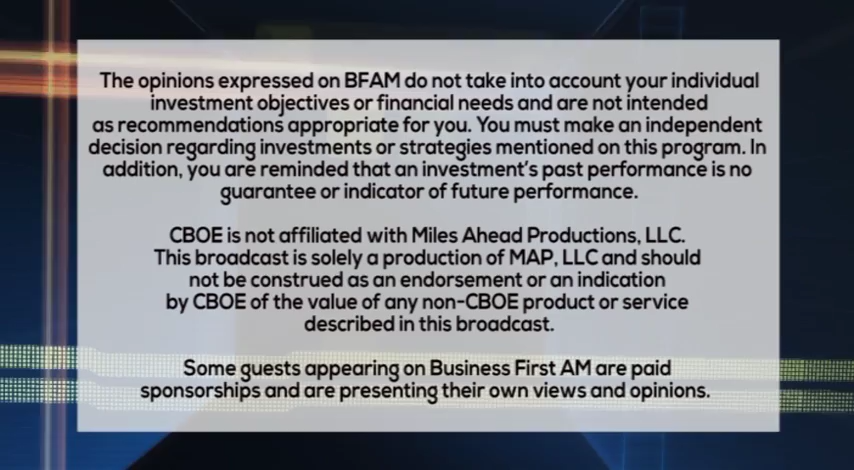 The opinions expressed on BFAM do not take into account your individual
investment objectives or financial needs and are not intended
as recommendations appropriate for you. You must make an independent
decision regarding investments or strategies mentioned on this program. In
addition, you are reminded that an investment's past performance is no
guarantee or indicator of future performance.
CBOE is not affiliated with Miles Ahead Productions, LLC.
This broadcast is solely a production of MAP, LLC and should
not be construed as an endorsement or an indication
by CBOE of the value of any non-CBOE product or service
described in this broadcast.
Some guests appearing on Business First AM are paid
sponsorships and are presenting their own views and opinions.